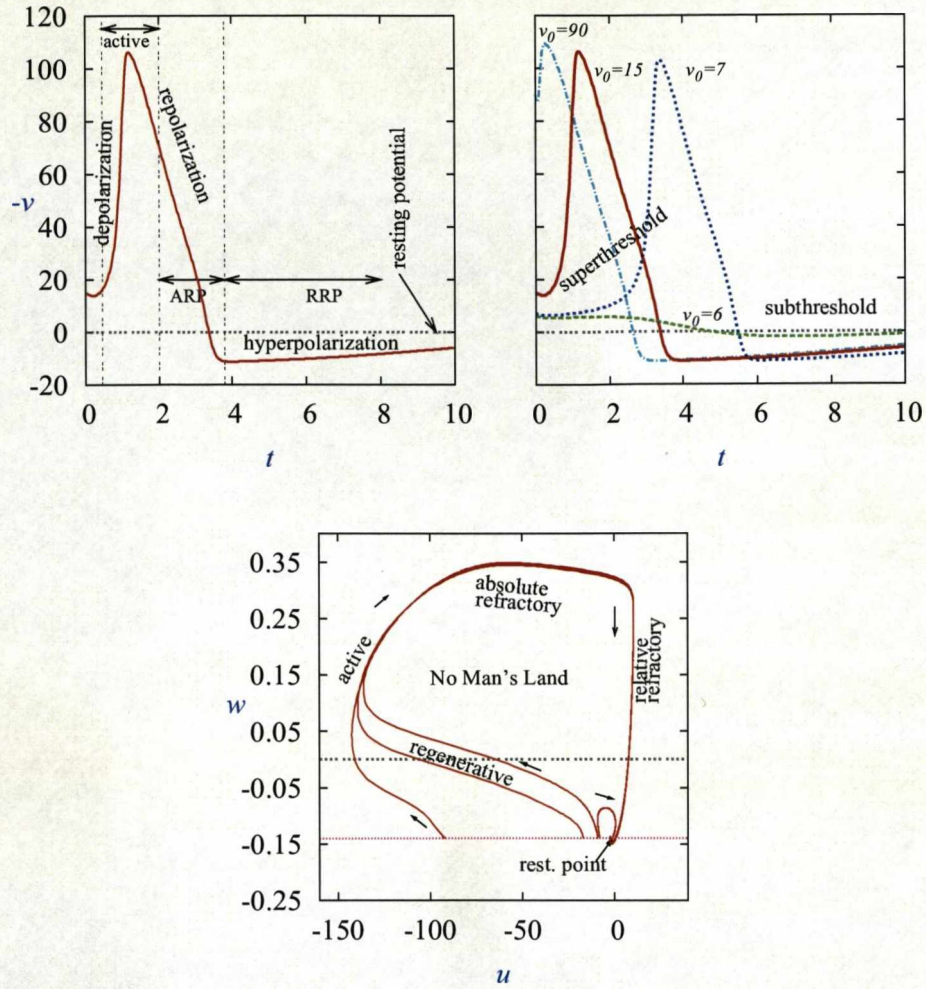 active
depolarization
repolarization
ARP
RRP
hyperpolarization
resting potential
-v
120
100
80
60
40
20
0
-20
0
2
4
6
8
10
t
v0=90
v0=15
v0=7
v0=6
superthreshold
subthreshold
0
2
4
6
8
10
t
0.35
0.25
0.15
0.05
-0.05
-0.15
-0.25
w
absolute
refractory
active
No Man's Land
relative
refractory
regenerative
rest. point
-150
-100
-50
0
u